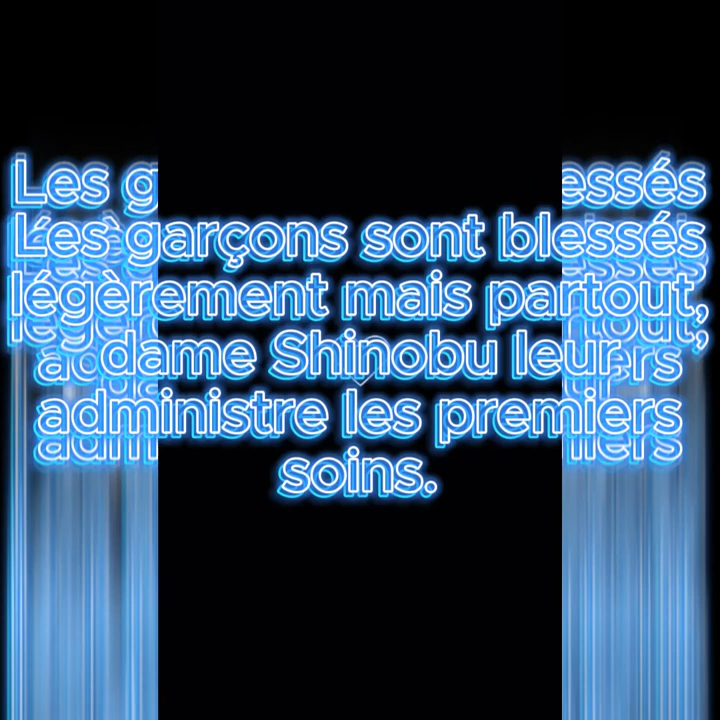 Les garçons sont blessés
légèrement mais partout,
dame Shinobu leur
administre les premiers
soins.